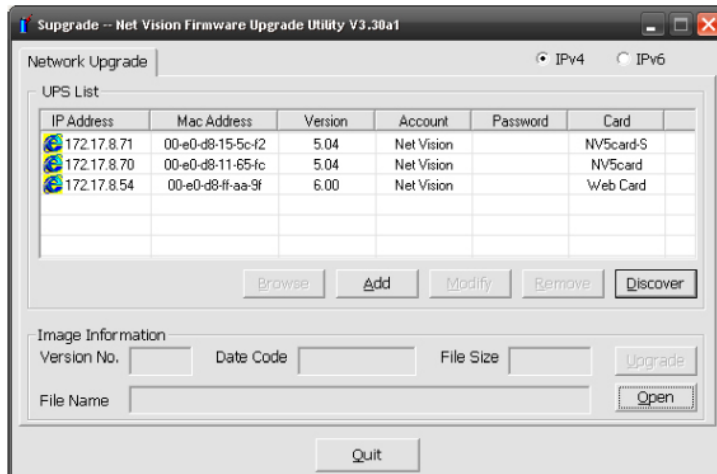 Supgrade -- Net Vision Firmware Upgrade Utility V3.30a1
Network Upgrade IPv4 IPv6
UPS List
IP Address Mac Address Version Account Password Card
172.17.8.71 00-e0-d8-15-5c-f2 5.04 Net Vision NV5card-S
172.17.8.70 00-e0-d8-11-65-fc 5.04 Net Vision NV5card
172.17.8.54 00-e0-d8-ff-aa-9f 6.00 Net Vision Web Card
Browse Add Modify Remove Discover
Image Information
Version No. Date Code File Size Upgrade
File Name Open
Quit